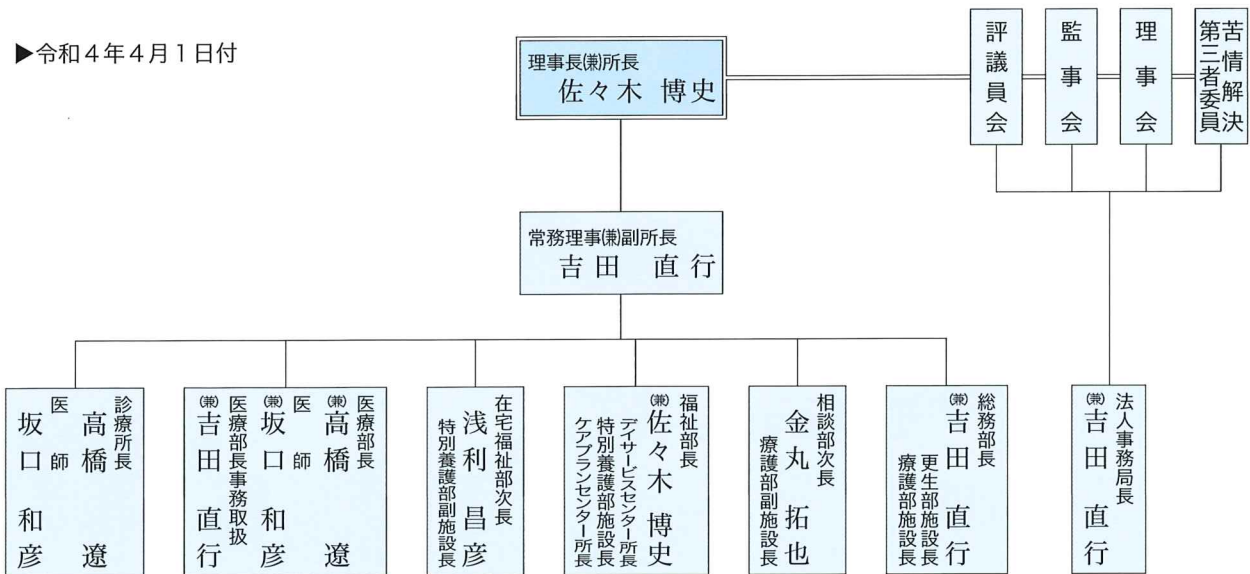 ▶令和4年4月1日付
理事長㈱所長
佐々木 博史
評議員会
監事会
理事会
苦情解決
第三者委員
常務理事(兼)副所長
吉田 直行
診療所長
高橋 遼
医師
坂口 和彦
医療部長
(兼)高橋 遼
医師
(兼)坂口 和彦
医療部長事務取扱
(兼)吉田 直行
在宅福祉部次長
浅利 昌彦
特別養護部副施設長
福祉部長
(兼)佐々木 博史
デイサービスセンター所長
特別養護部施設長
ケアプランセンター所長
相談部次長
金丸 拓也
療護部副施設長
総務部長
(兼)吉田 直行
更生部施設長
療護部施設長
法人事務局長
(兼)吉田 直行